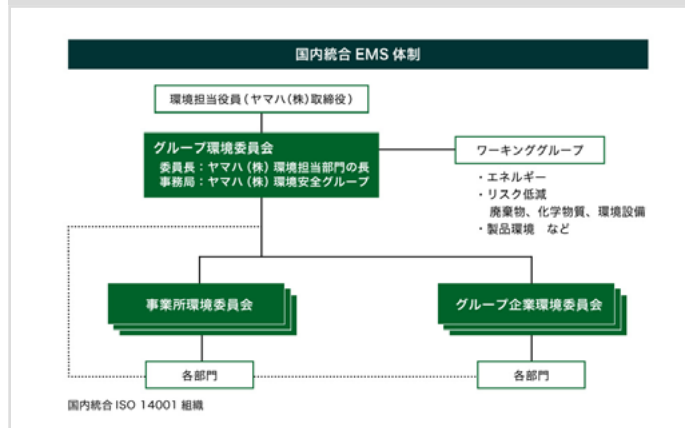 国内統合 EMS 体制
環境担当役員(ヤマハ(株)取締役)
グループ環境委員会
委員長:ヤマハ(株)環境担当部門の長
事務局:ヤマハ(株)環境安全グループ
ワーキンググループ
・エネルギー
・リスク低減
廃棄物、化学物質、環境設備
・製品環境 など
事業所環境委員会
グループ企業環境委員会
各部門
各部門
国内統合 ISO 14001 組織